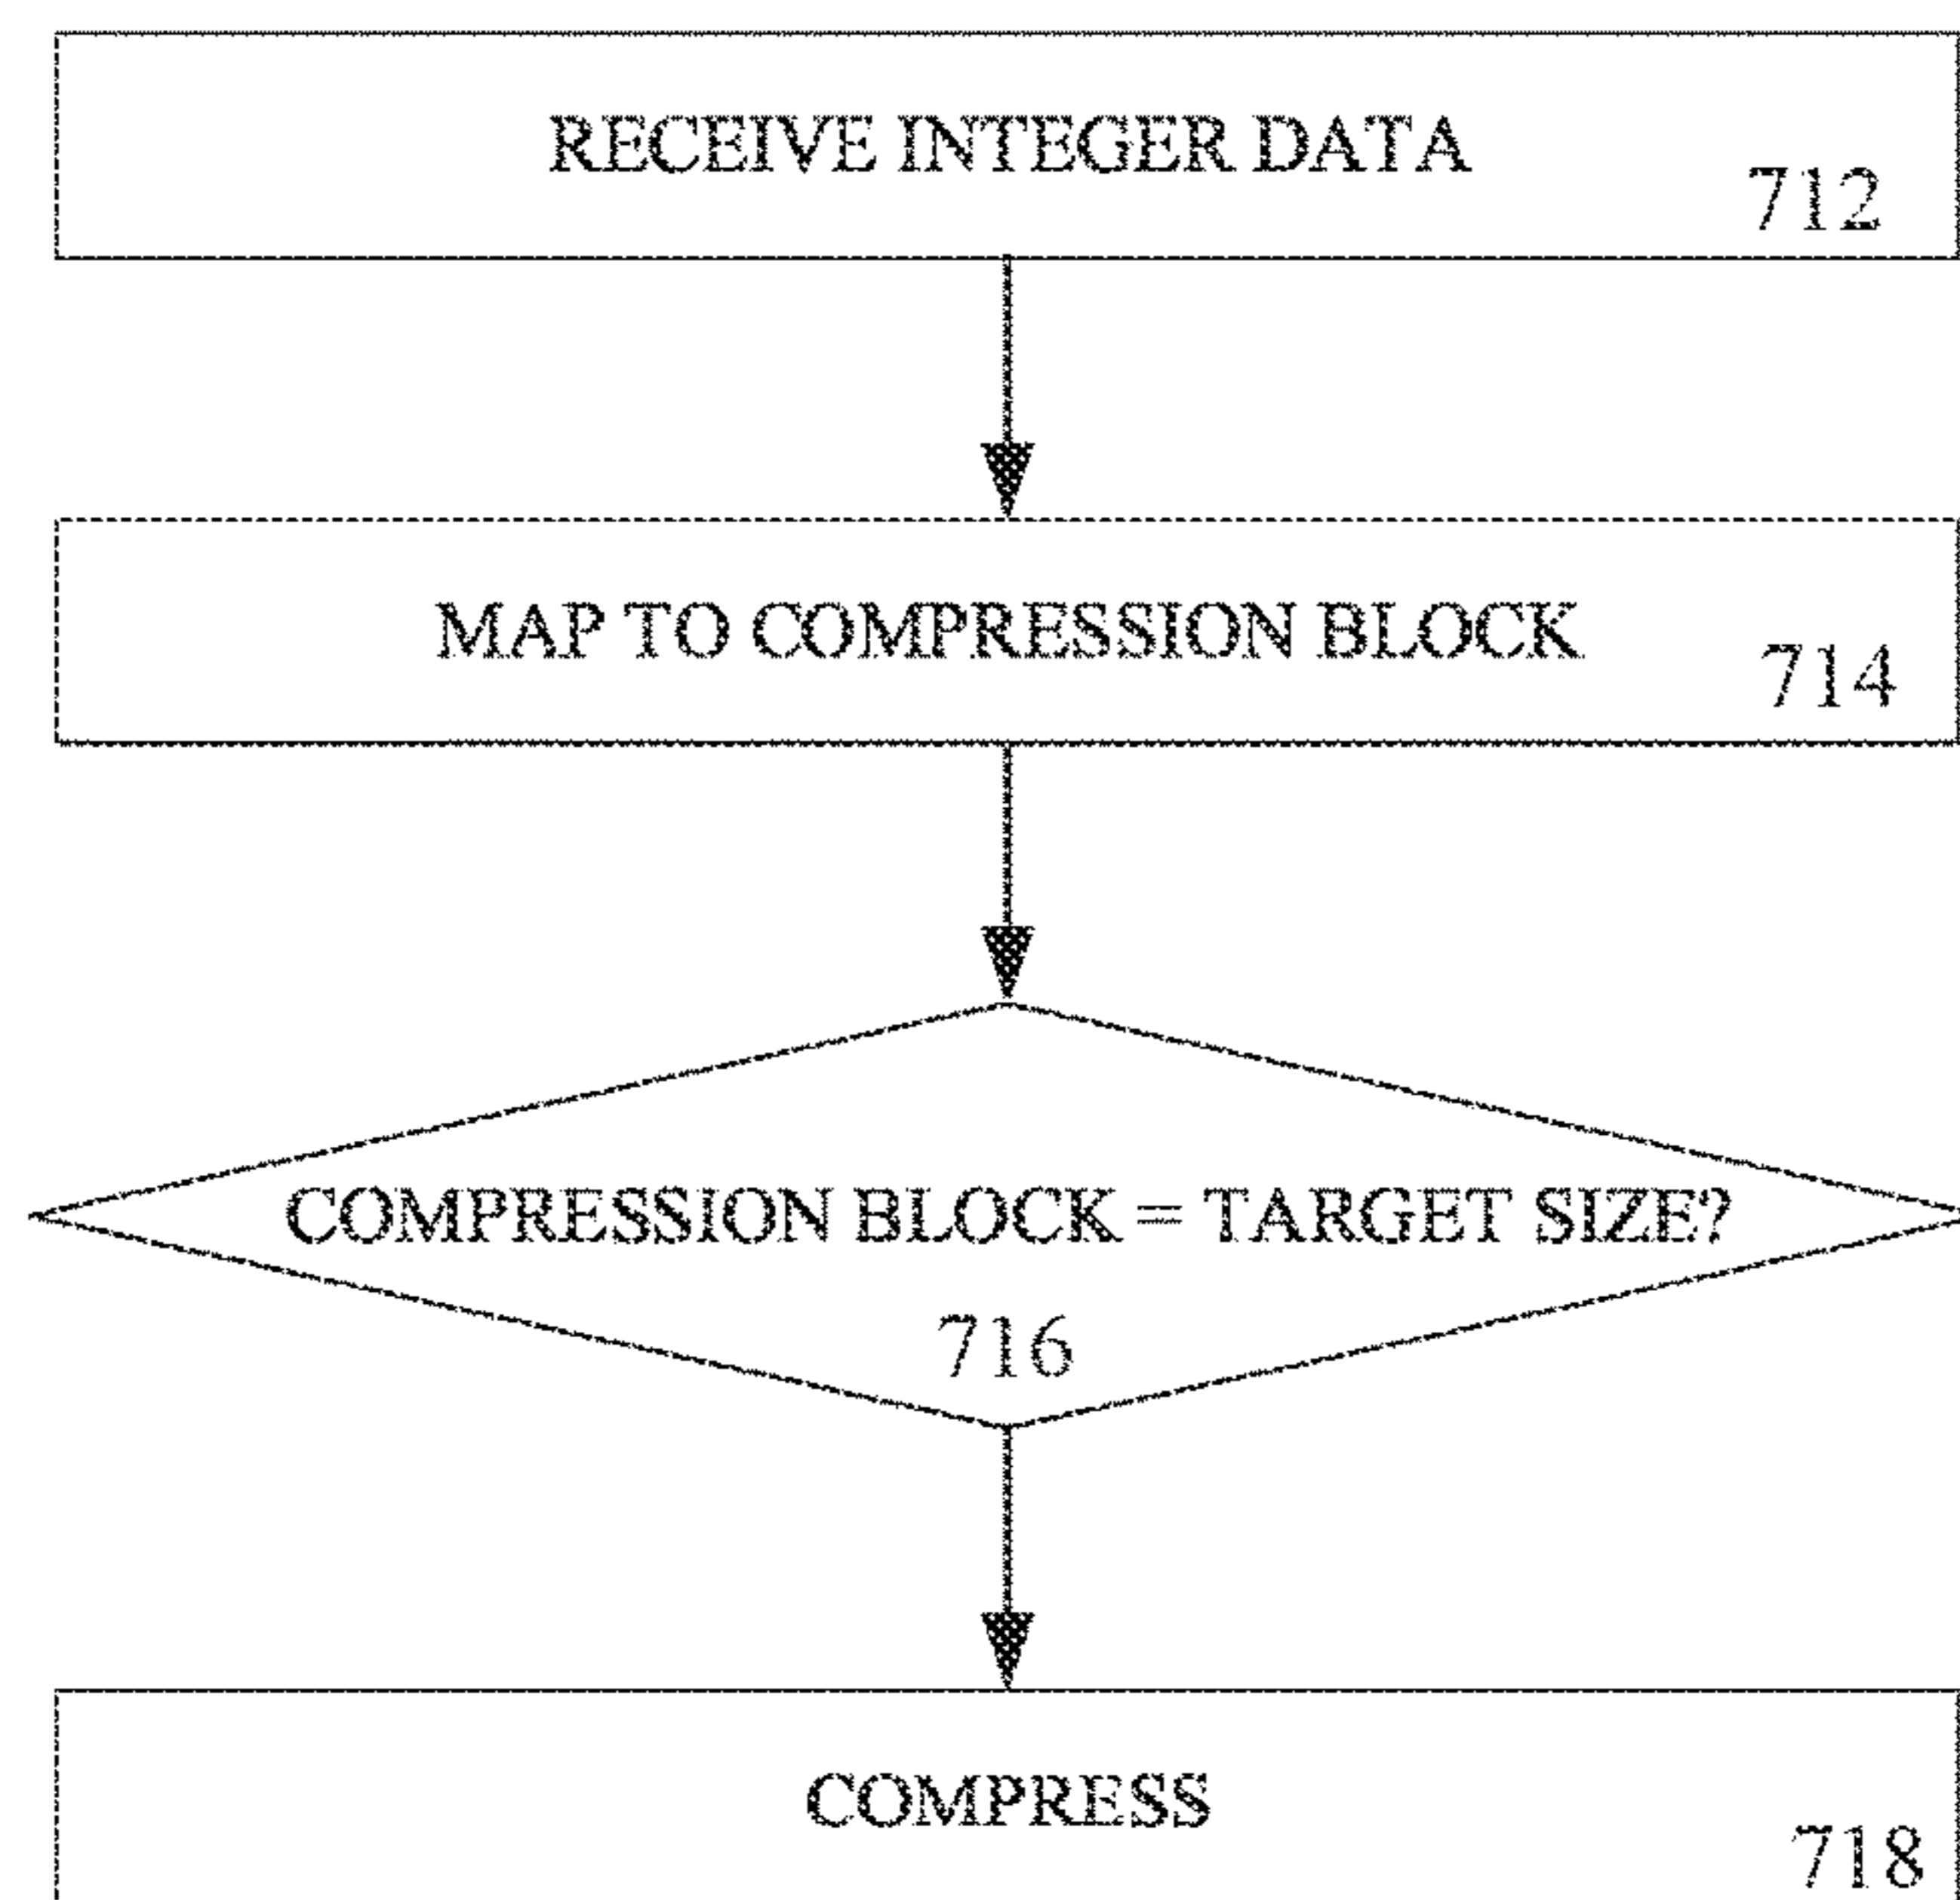 RECEIVE INTEGER DATA
712
MAP TO COMPRESSION BLOCK
714
COMPRESSION BLOCK = TARGET SIZE?
716
COMPRESS
718